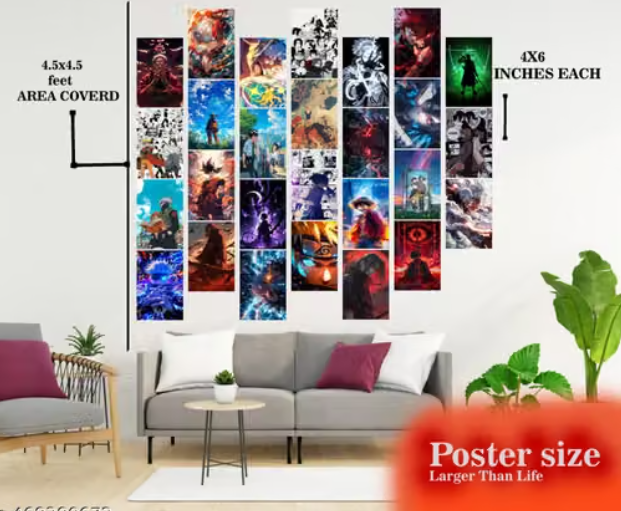 4.5x4.5
feet
AREA COVERD
4X6
INCHES EACH
Poster size
Larger Than Life